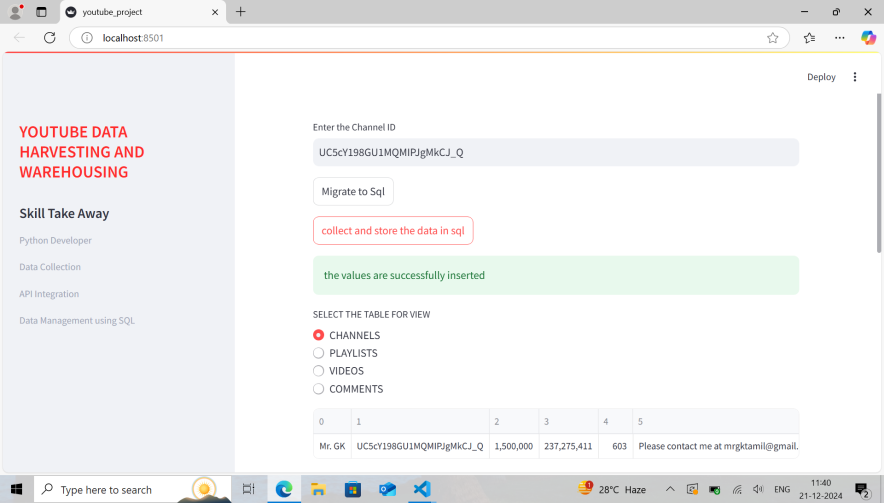 youtube_project
localhost:8501
Deploy
YOUTUBE DATA
HARVESTING AND
WAREHOUSING
Skill Take Away
Python Developer
Data Collection
API Integration
Data Management using SQL
Enter the Channel ID
UC5cY198GU1MQMIPJgMkCJ_Q
Migrate to Sql
collect and store the data in sql
the values are successfully inserted
SELECT THE TABLE FOR VIEW
CHANNELS
PLAYLISTS
VIDEOS
COMMENTS
0 1 2 3 4 5
Mr. GK UC5cY198GU1MQMIPJgMkCJ_Q 1,500,000 237,275,411 603 Please contact me at mrgktamil@gmail.
Type here to search
1
28°C Haze
ENG
11:40
21-12-2024
2